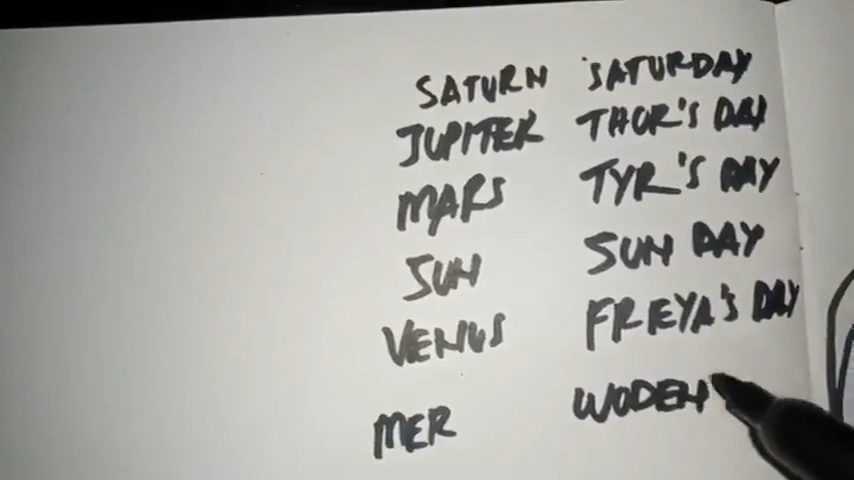 SATURN SATURDAY
JUPITER THOR'S DAY
MARS TYR'S DAY
SUN SUN DAY
VENUS FREYA'S DAY
MER WODEN